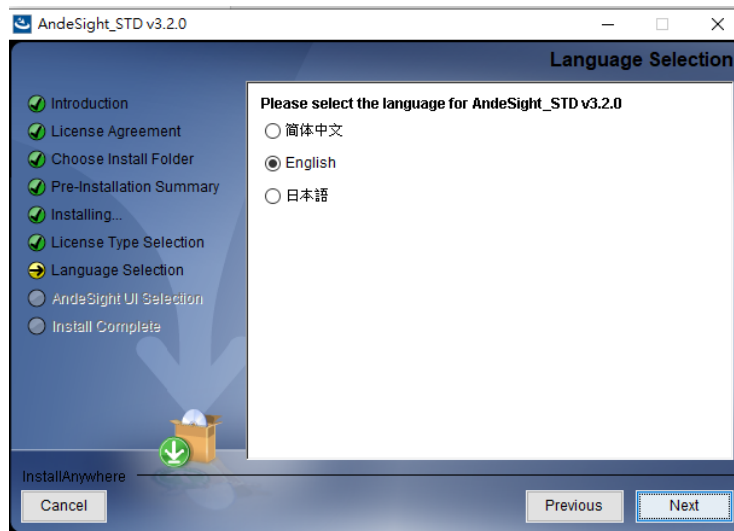 AndeSight_STD v3.2.0
Language Selection
Introduction
License Agreement
Choose Install Folder
Pre-Installation Summary
Installing...
License Type Selection
Language Selection
AndeSight UI Selection
Install Complete
Please select the language for AndeSight_STD v3.2.0
简体中文
English
日本語
InstallAnywhere
Cancel
Previous
Next